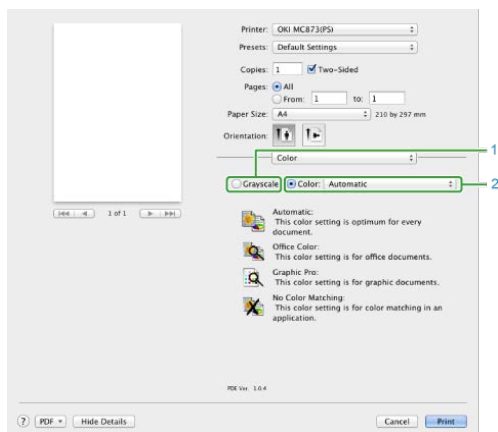 Printer: OKI MC873(PS)
Presets: Default Settings
Copies: 1 Two-Sided
Pages: All
From: 1 to: 1
Paper Size: A4 210 by 297 mm
Orientation:
Color
1
Grayscale Color: Automatic
2
1 of 1
Automatic:
This color setting is optimum for every
document.
Office Color:
This color setting is for office documents.
Graphic Pro:
This color setting is for graphic documents.
No Color Matching:
This color setting is for color matching in an
application.
PDE Ver. 1.0.4
? PDF Hide Details Cancel Print